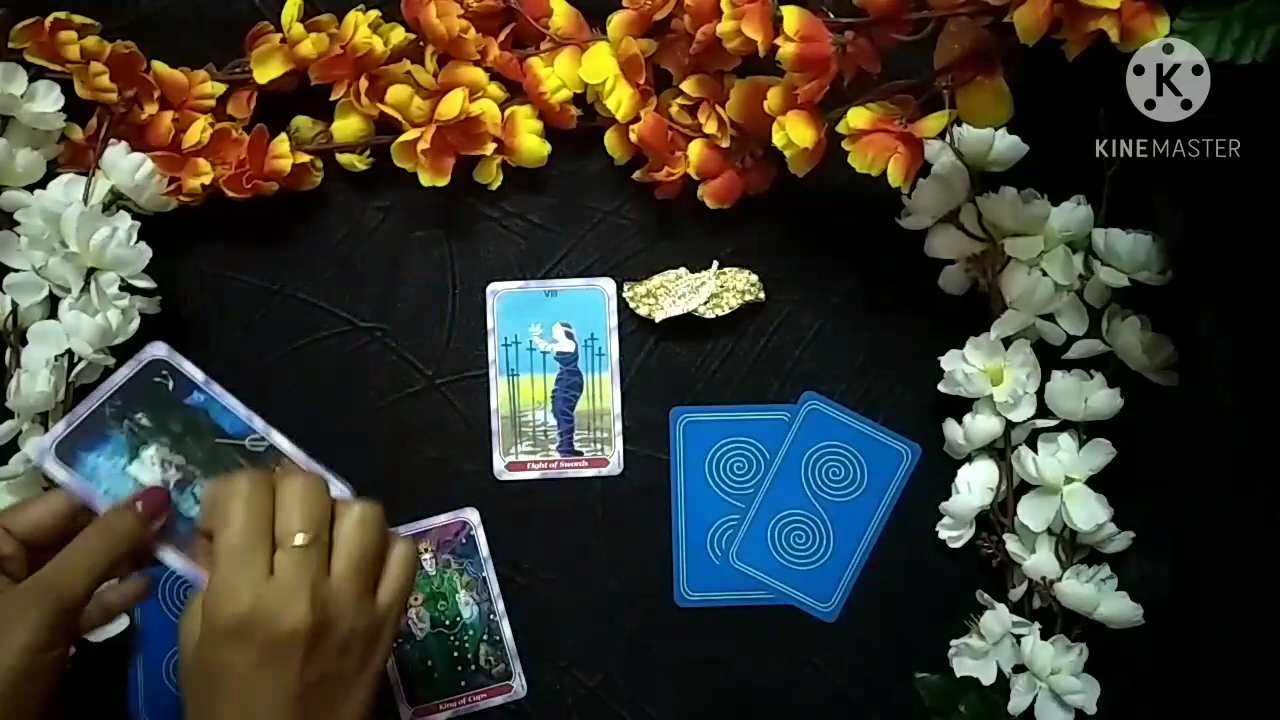 K
KINEMASTER
VIII
Eight of Swords
King of Cups